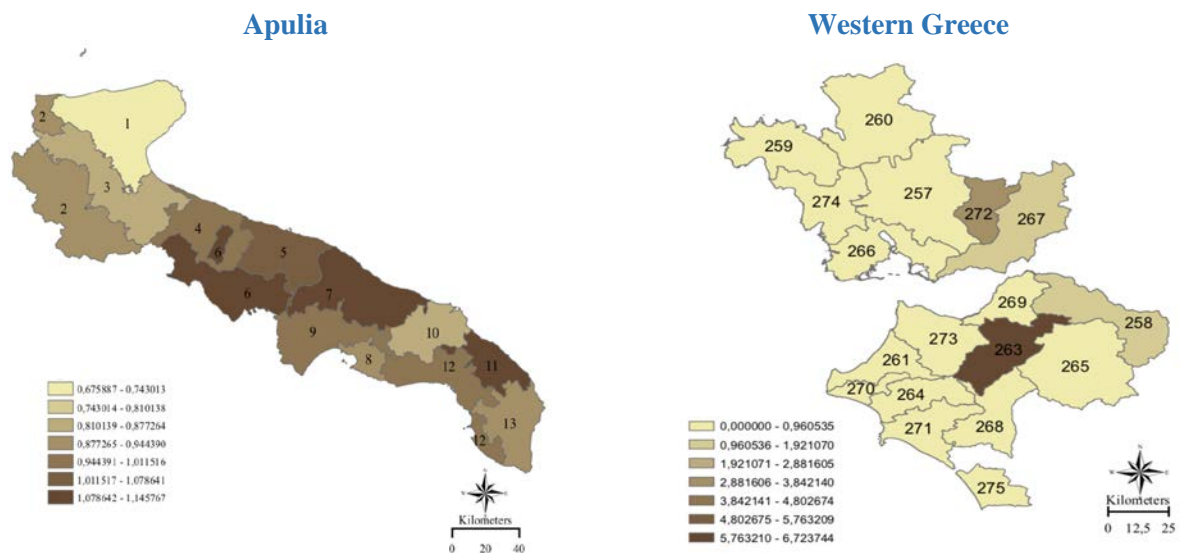 Apulia
2
1
3
2
4
5
6
6
7
9
10
8
12
11
13
12
0,675887 - 0,743013
0,743014 - 0,810138
0,810139 - 0,877264
0,877265 - 0,944390
0,944391 - 1,011516
1,011517 - 1,078641
1,078642 - 1,145767
N
W
E
S
Kilometers
0 20 40
Western Greece
260
259
257
274
272
267
266
269
258
273
263
261
265
270
264
271
268
275
0,000000 - 0,960535
0,960536 - 1,921070
1,921071 - 2,881605
2,881606 - 3,842140
3,842141 - 4,802674
4,802675 - 5,763209
5,763210 - 6,723744
N
W
E
S
Kilometers
0 12,5 25